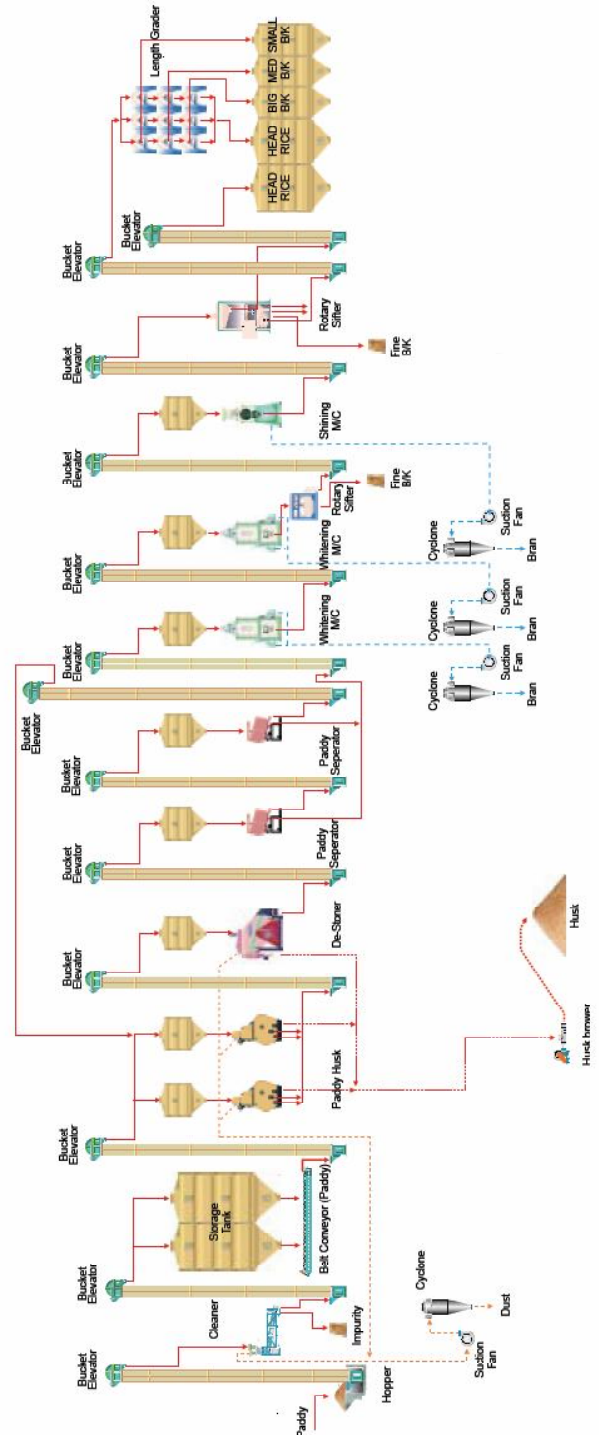 Paddy
Hopper
Bucket
Elevator
Cleaner
Impurity
Suction
Fan
Cyclone
Dust
Bucket
Elevator
Storage
Tank
Belt Conveyor (Paddy)
Bucket
Elevator
Paddy Husk
Husk brower
Husk
Bucket
Elevator
De-Stoner
Bucket
Elevator
Paddy
Seperator
Bucket
Elevator
Paddy
Seperator
Bucket
Elevator
Bucket
Elevator
Whitening
M/C
Cyclone
Suction
Fan
Bran
Bucket
Elevator
Whitening
M/C
Rotary
Sifter
Fine
B/K
Cyclone
Suction
Fan
Bran
Bucket
Elevator
Shining
M/C
Cyclone
Suction
Fan
Bran
Bucket
Elevator
Rotary
Sifter
Fine
B/K
Bucket
Elevator
Bucket
Elevator
Length Grader
HEAD
RICE
HEAD
RICE
BIG
B/K
MED
B/K
SMALL
B/K